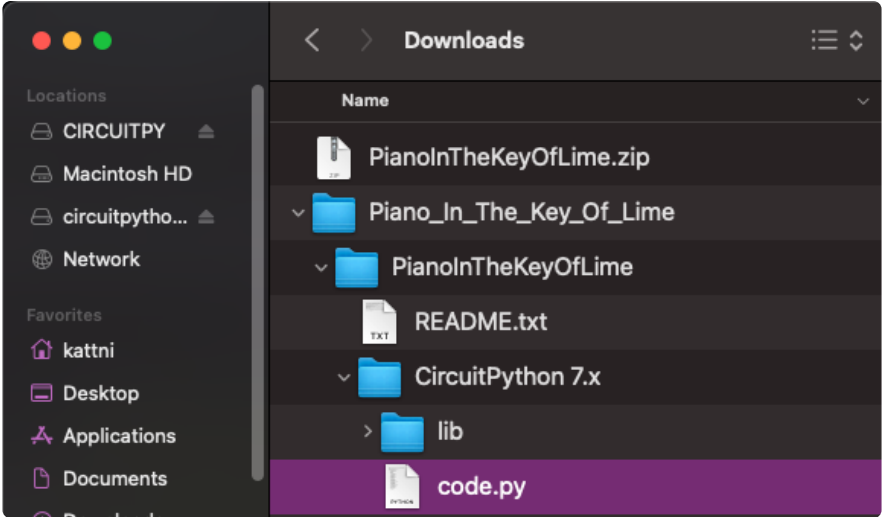 Locations
CIRCUITPY
Macintosh HD
circuitpytho...
Network
Favorites
kattni
Desktop
Applications
Documents
Downloads
Name
ZIP
PianoInTheKeyOfLime.zip
Piano_In_The_Key_Of_Lime
PianoInTheKeyOfLime
TXT
README.txt
CircuitPython 7.x
lib
PYTHON
code.py